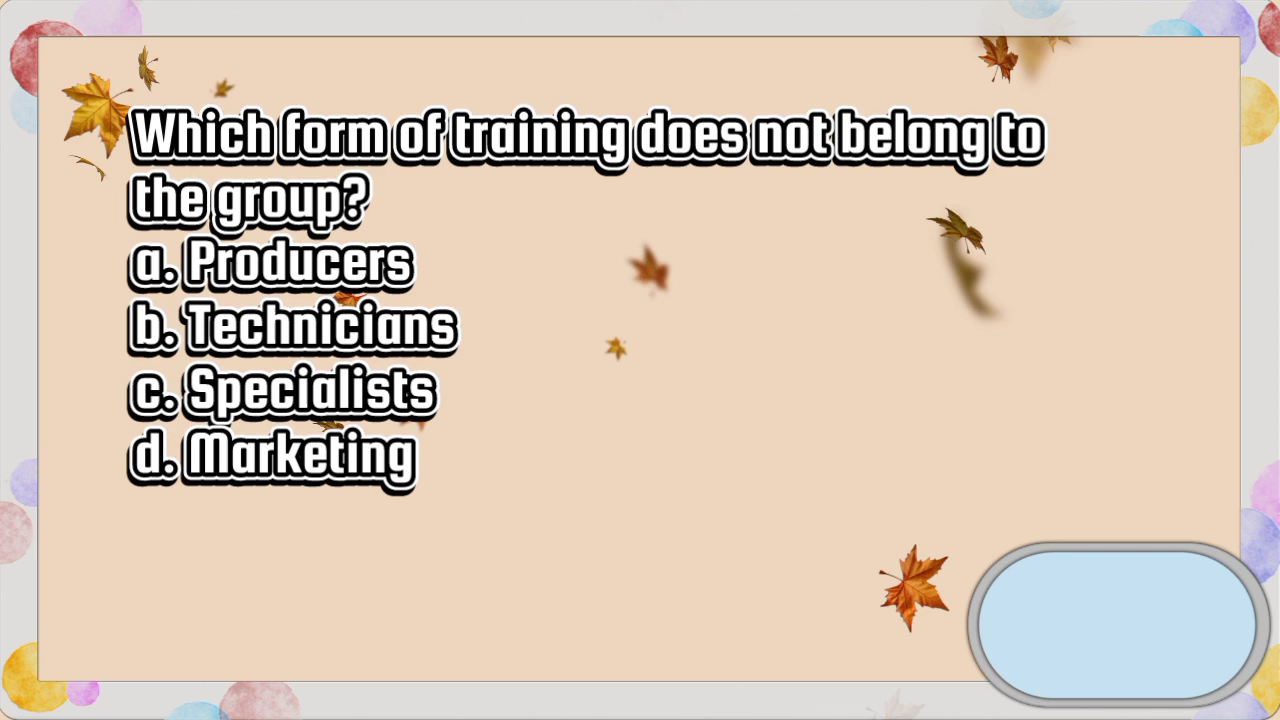 Which form of training does not belong to
the group?
a. Producers
b. Technicians
c. Specialists
d. Marketing